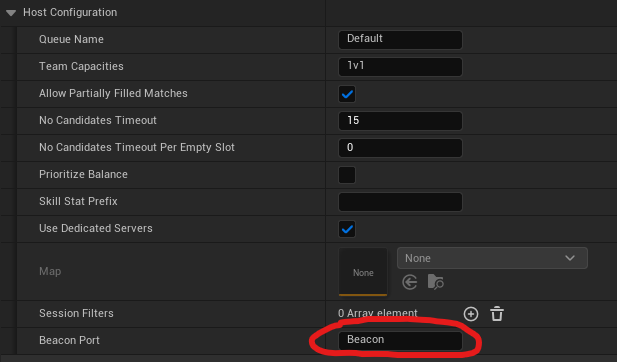 Host Configuration
Queue Name Default
Team Capacities 1v1
Allow Partially Filled Matches
No Candidates Timeout 15
No Candidates Timeout Per Empty Slot 0
Prioritize Balance
Skill Stat Prefix
Use Dedicated Servers
Map None None
Session Filters 0 Array element
Beacon Port Beacon